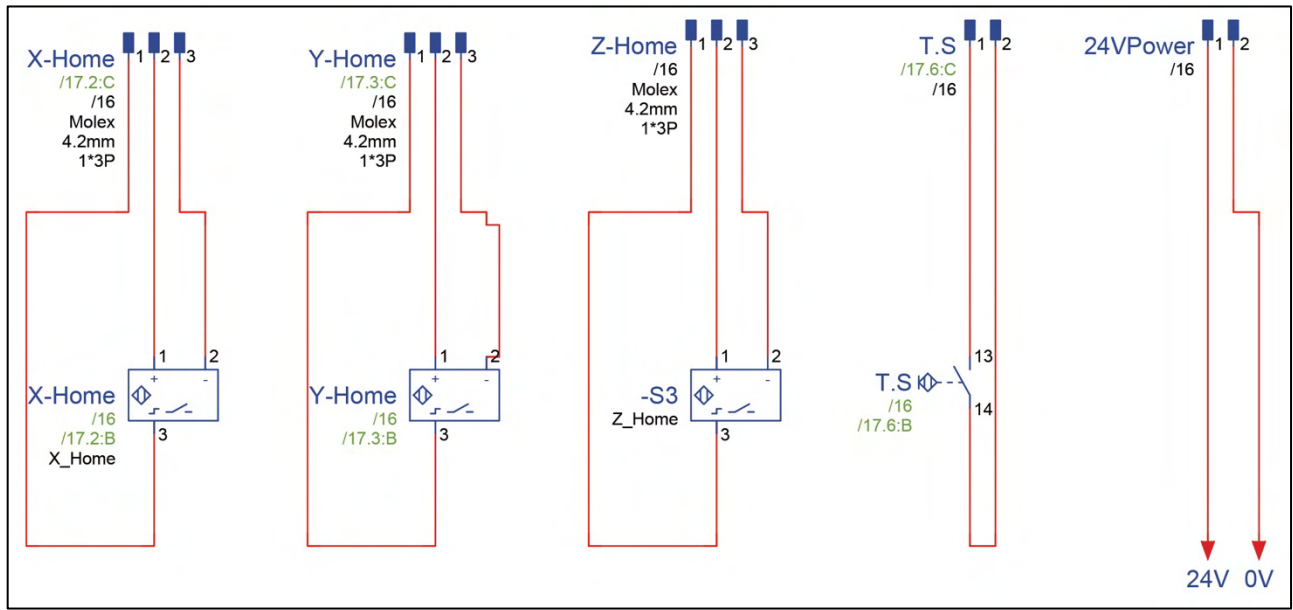 X-Home
1 2 3
/17.2:C
/16
Molex
4.2mm
1*3P
1 2
X-Home
+ -
/16
/17.2:B
X_Home
3
Y-Home
1 2 3
/17.3:C
/16
Molex
4.2mm
1*3P
1 2
Y-Home
+ -
/16
/17.3:B
3
Z-Home
1 2 3
/16
Molex
4.2mm
1*3P
1 2
-S3
+ -
Z_Home
3
T.S
1 2
/17.6:C
/16
13
T.S
14
/16
/17.6:B
24VPower
1 2
/16
24V 0V